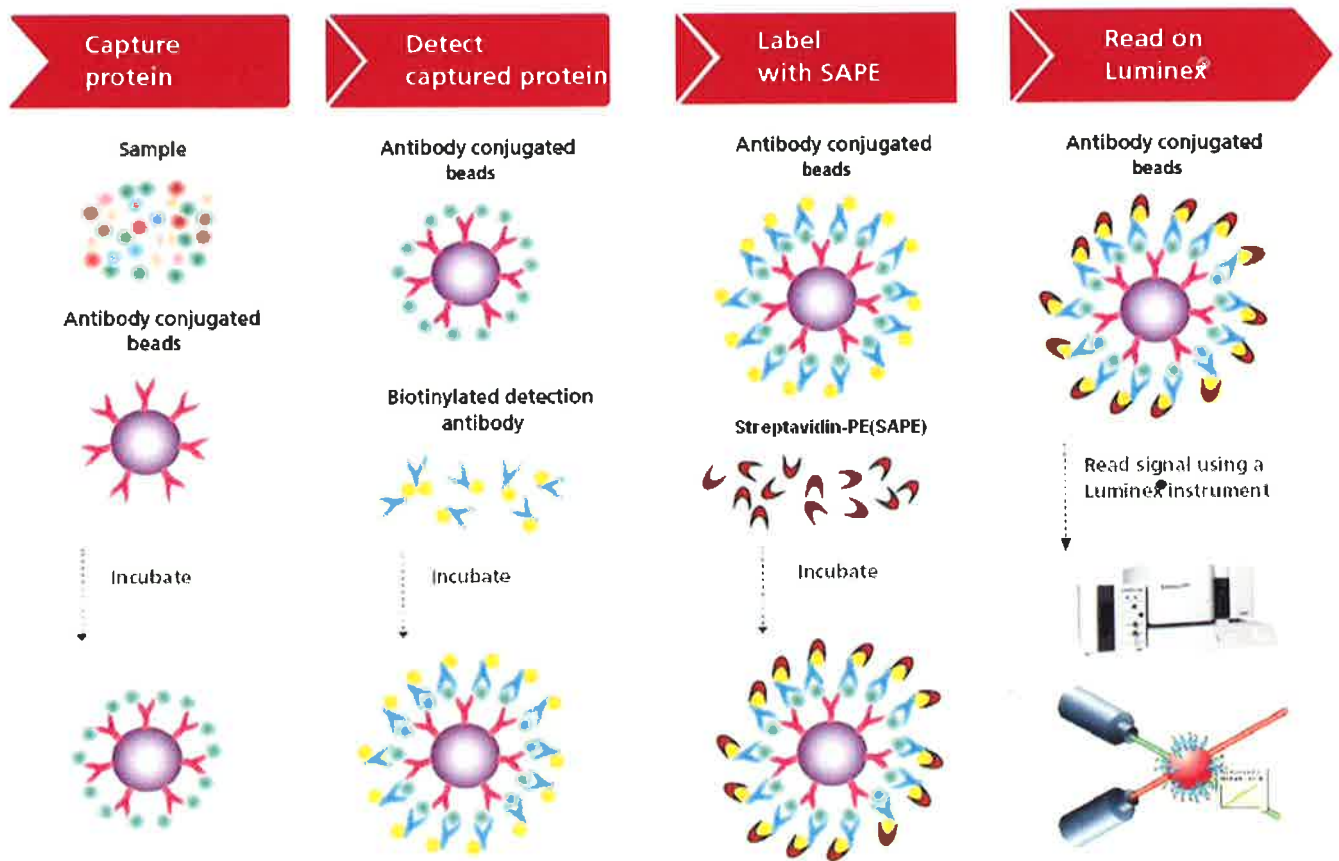 Capture
protein
Detect
captured protein
Label
with SAPE
Read on
Luminex®
Sample
Antibody conjugated
beads
Incubate
Antibody conjugated
beads
Biotinylated detection
antibody
Incubate
Antibody conjugated
beads
Streptavidin-PE(SAPE)
Incubate
Antibody conjugated
beads
Read signal using a
Luminex instrument